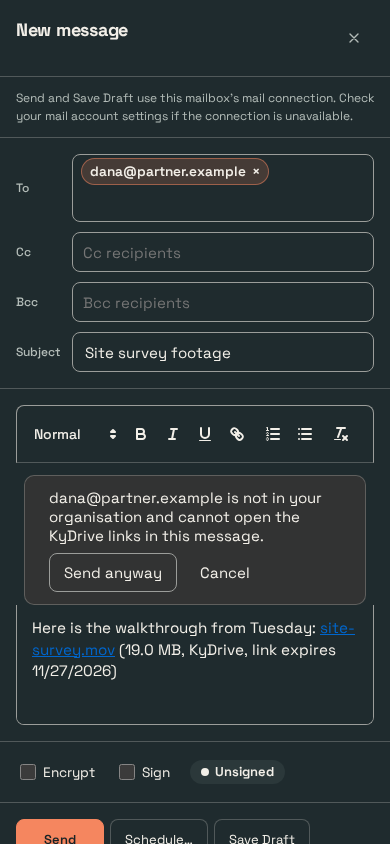 New message
Send and Save Draft use this mailbox's mail connection. Check
your mail account settings if the connection is unavailable.
To
dana@partner.example ×
Cc
Cc recipients
Bcc
Bcc recipients
Subject
Site survey footage
Normal
dana@partner.example is not in your
organisation and cannot open the
KyDrive links in this message.
Send anyway
Cancel
Here is the walkthrough from Tuesday: site-
survey.mov (19.0 MB, KyDrive, link expires
11/27/2026)
Encrypt
Sign
Unsigned
Send
Schedule...
Save Draft